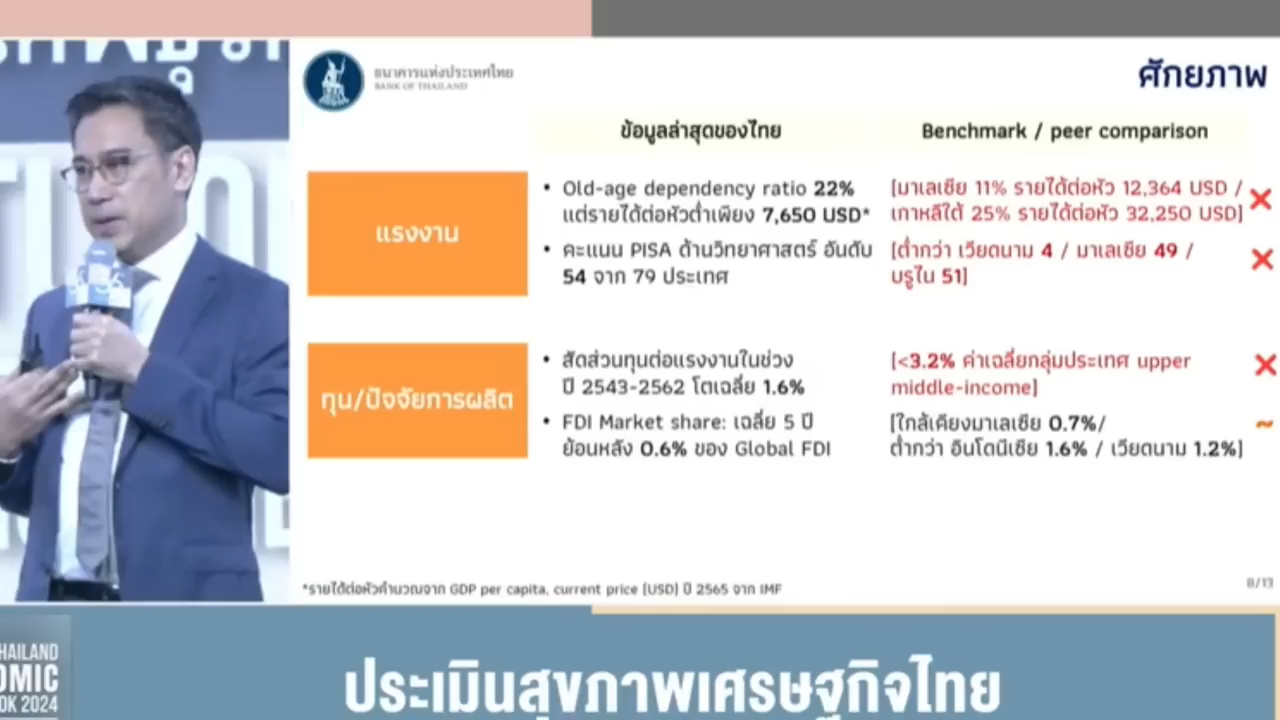 ธนาคารแห่งประเทศไทย
BANK OF THAILAND
ศักยภาพ
ข้อมูลล่าสุดของไทย
Benchmark / peer comparison
แรงงาน
• Old-age dependency ratio 22%
แต่รายได้ต่อหัวต่ำเพียง 7,650 USD*
[มาเลเซีย 11% รายได้ต่อหัว 12,364 USD /
เกาหลีใต้ 25% รายได้ต่อหัว 32,250 USD]
• คะแนน PISA ด้านวิทยาศาสตร์ อันดับ
54 จาก 79 ประเทศ
[ต่ำกว่า เวียดนาม 4 / มาเลเซีย 49 /
บรูไน 51]
ทุน/ปัจจัยการผลิต
• สัดส่วนทุนต่อแรงงานในช่วง
ปี 2543-2562 โตเฉลี่ย 1.6%
[<3.2% ค่าเฉลี่ยกลุ่มประเทศ upper
middle-income]
• FDI Market share: เฉลี่ย 5 ปี
ย้อนหลัง 0.6% ของ Global FDI
[ใกล้เคียงมาเลเซีย 0.7%/
ต่ำกว่า อินโดนีเซีย 1.6% / เวียดนาม 1.2%]
*รายได้ต่อหัวคำนวณจาก GDP per capita, current price (USD) ปี 2565 จาก IMF
8/13
HAILAND
OMIC
OK 2024
ประเมินสุขภาพเศรษฐกิจไทย